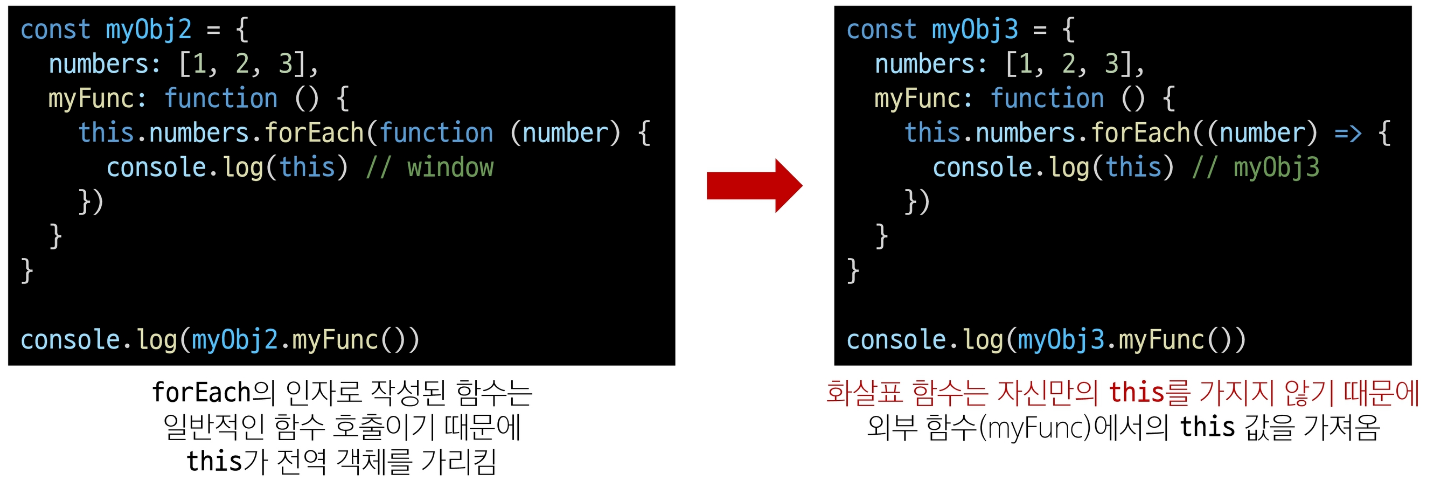 const myObj2 = {
  numbers: [1, 2, 3],
  myFunc: function () {
    this.numbers.forEach(function (number) {
      console.log(this) // window
    })
  }
}
console.log(myObj2.myFunc())
forEach의 인자로 작성된 함수는
일반적인 함수 호출이기 때문에
this가 전역 객체를 가리킴
const myObj3 = {
  numbers: [1, 2, 3],
  myFunc: function () {
    this.numbers.forEach((number) => {
      console.log(this) // myObj3
    })
  }
}
console.log(myObj3.myFunc())
화살표 함수는 자신만의 this를 가지지 않기 때문에
외부 함수(myFunc)에서의 this 값을 가져옴